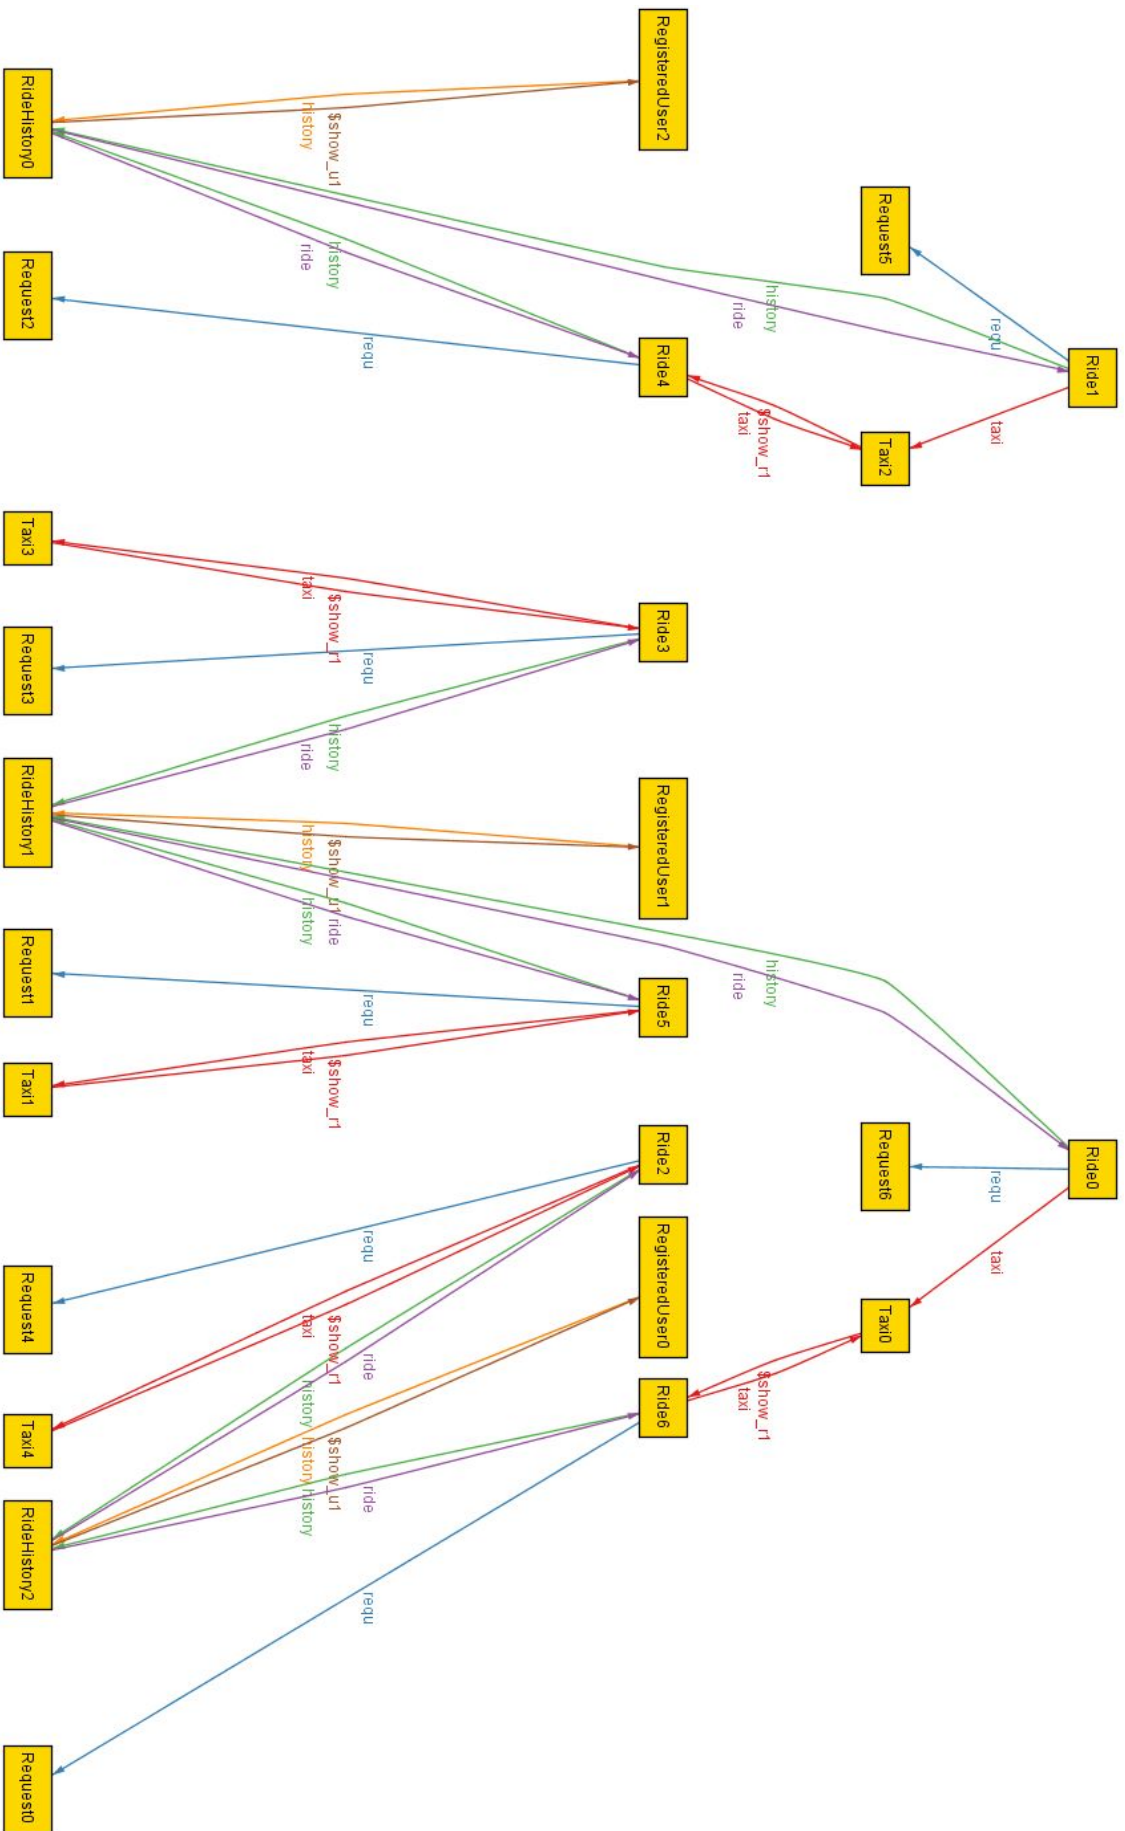 Ride1
Ride0
requ
taxi
requ
taxi
Request5
Taxi2
Request6
Taxi0
history
ride
history
ride
$show_r1
taxi
$show_r1
taxi
RegisteredUser2
Ride4
Ride3
RegisteredUser1
Ride5
Ride2
RegisteredUser0
Ride6
requ
requ
requ
requ
ride
ride
requ
$show_u1
history
$show_r1
history
$show_u1
ride
$show_r1
$show_r1
$show_u1
history
ride
taxi
ride
history
history
taxi
taxi
history
history
history
RideHistory0
Request2
Taxi3
Request3
RideHistory1
Request1
Taxi1
Request4
Taxi4
RideHistory2
Request0